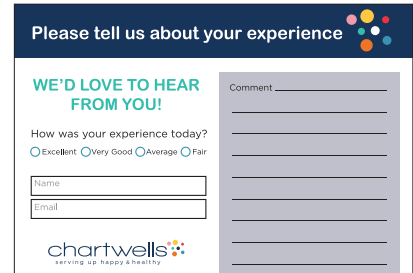 Please tell us about your experience
WE'D LOVE TO HEAR
FROM YOU!
How was your experience today?
Excellent Very Good Average Fair
Name
Email
chartwells
serving up happy & healthy
Comment